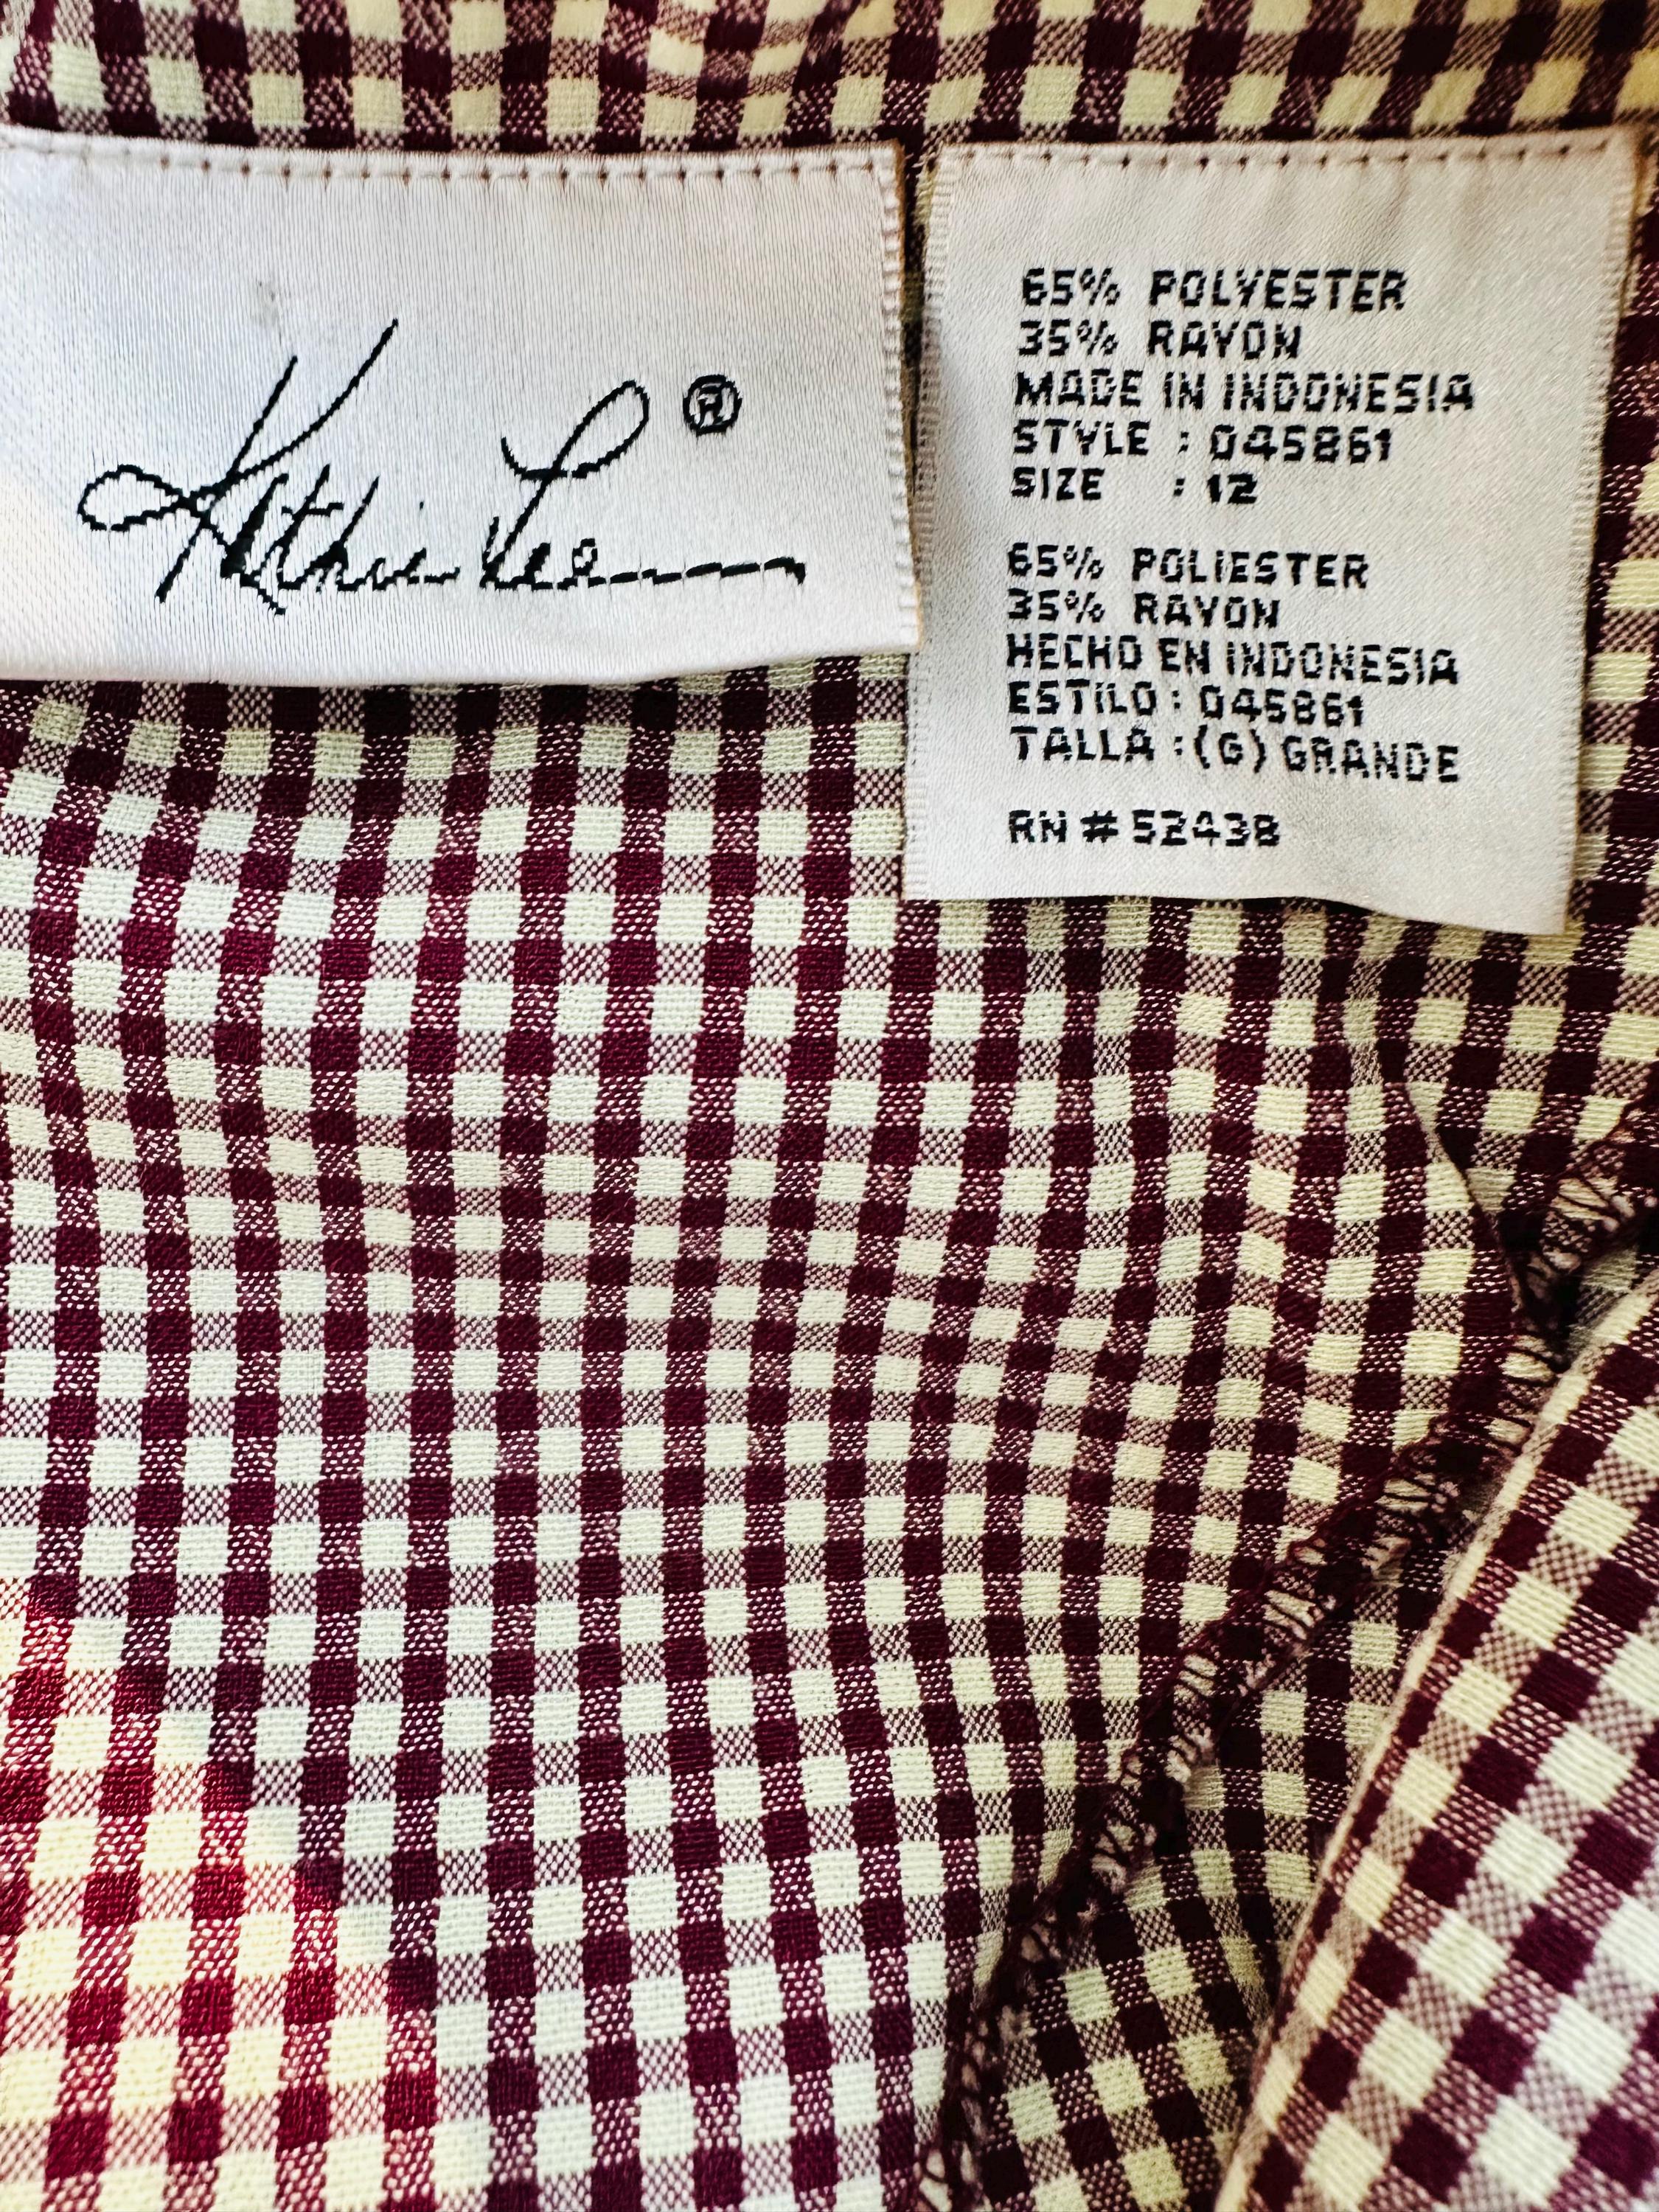 Kathie Lee ®
65% POLYESTER
35% RAYON
MADE IN INDONESIA
STYLE : 045861
SIZE : 12
65% POLIESTER
35% RAYON
HECHO EN INDONESIA
ESTILO : 045861
TALLA : (G) GRANDE
RN # 52438